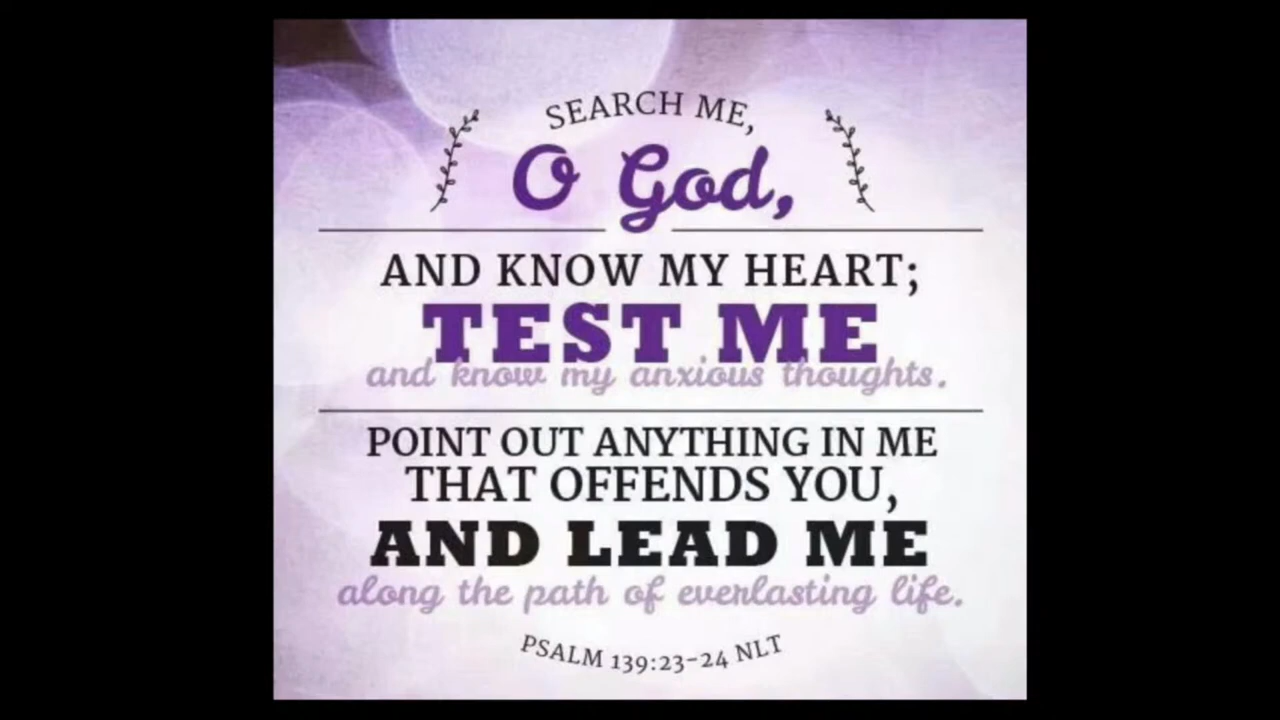 SEARCH ME,
O God,
AND KNOW MY HEART;
TEST ME
and know my anxious thoughts.
POINT OUT ANYTHING IN ME
THAT OFFENDS YOU,
AND LEAD ME
along the path of everlasting life.
PSALM 139:23-24 NLT